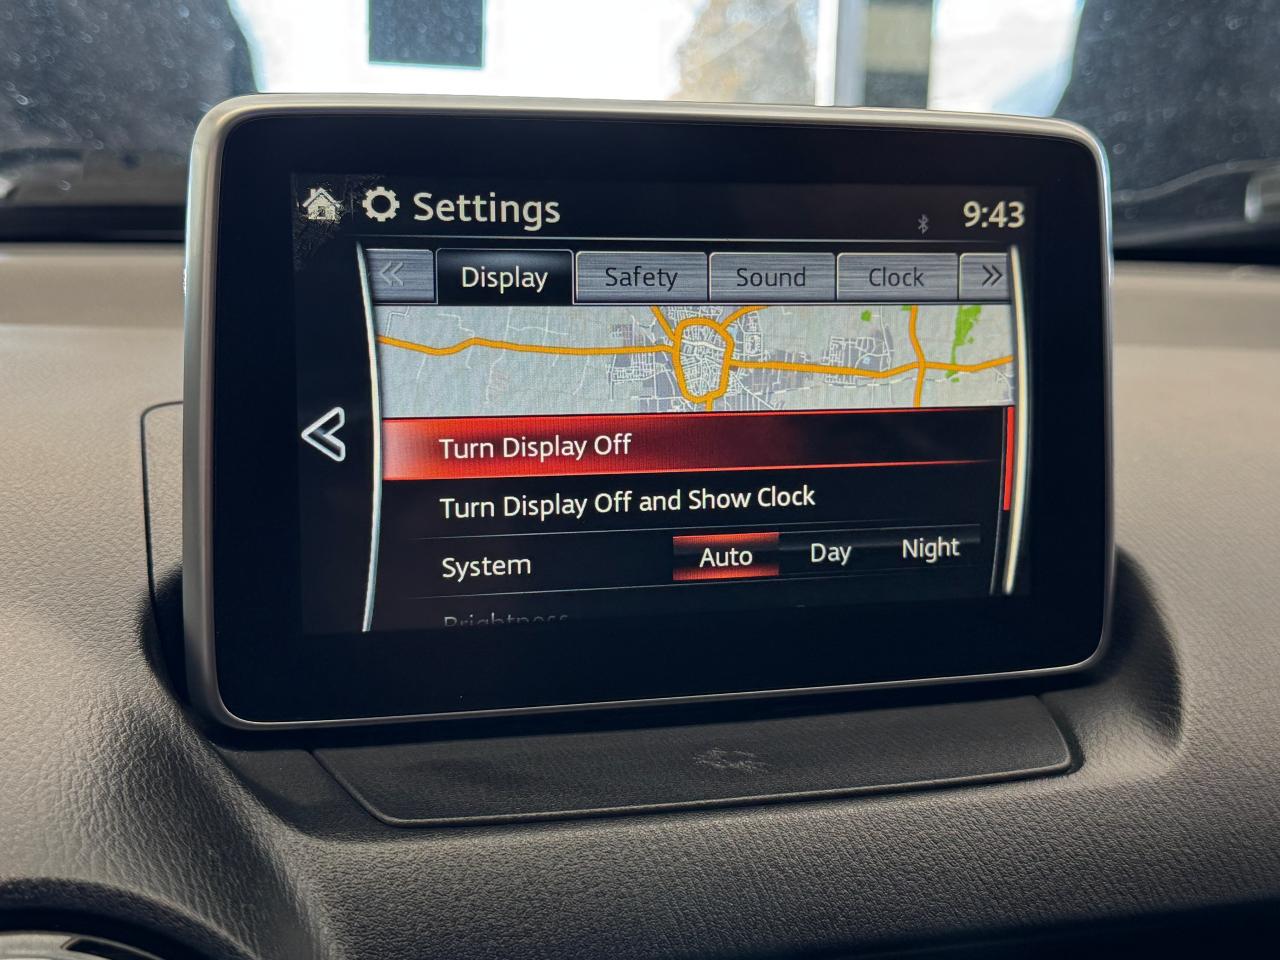 Settings 9:43
Display Safety Sound Clock
Turn Display Off
Turn Display Off and Show Clock
System Auto Day Night
Brightness